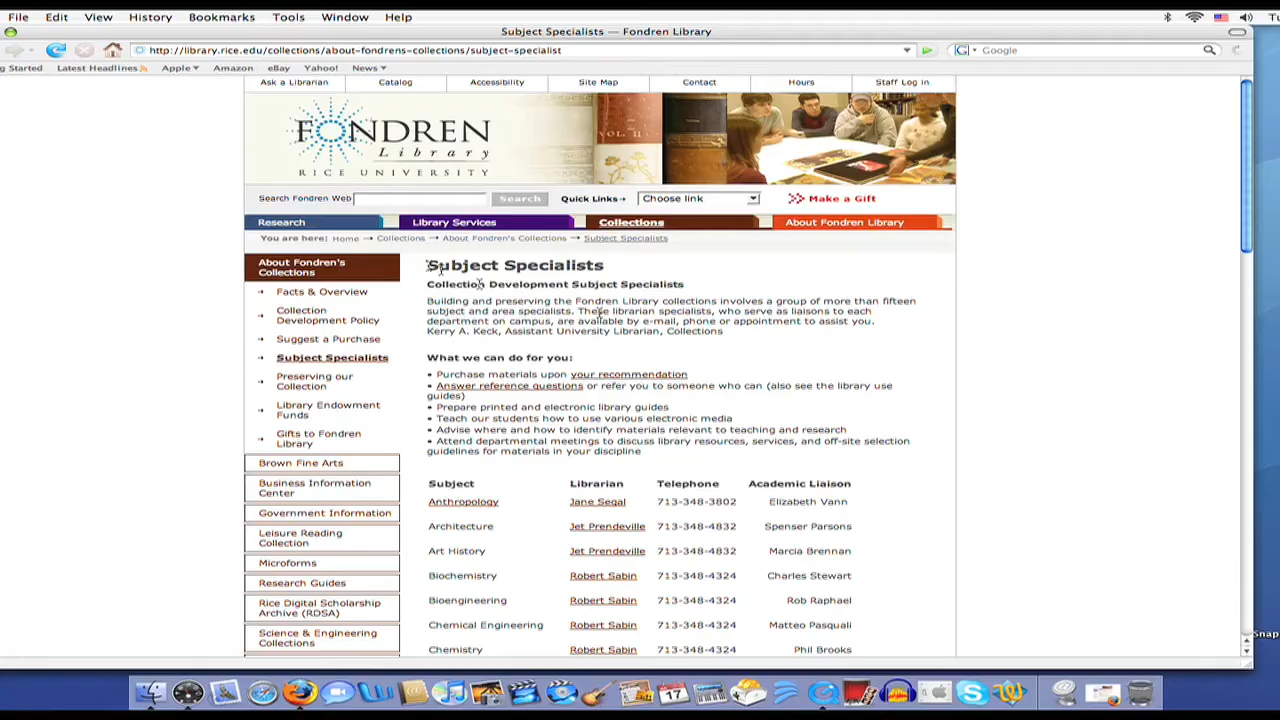 File Edit View History Bookmarks Tools Window Help
Subject Specialists — Fondren Library
http://library.rice.edu/collections/about-fondrens-collections/subject-specialist
Google
g Started Latest Headlines Apple Amazon eBay Yahoo! News
Ask a Librarian Catalog Accessibility Site Map Contact Hours Staff Log in
FONDREN
Library
RICE UNIVERSITY
VOL. II
Search Fondren Web Search Quick Links Choose link Make a Gift
Research Library Services Collections About Fondren Library
You are here: Home Collections About Fondren's Collections Subject Specialists
About Fondren's
Collections
Facts & Overview
Collection
Development Policy
Suggest a Purchase
Subject Specialists
Preserving our
Collection
Library Endowment
Funds
Gifts to Fondren
Library
Brown Fine Arts
Business Information
Center
Government Information
Leisure Reading
Collection
Microforms
Research Guides
Rice Digital Scholarship
Archive (RDSA)
Science & Engineering
Collections
Subject Specialists
Collection Development Subject Specialists
Building and preserving the Fondren Library collections involves a group of more than fifteen
subject and area specialists. These librarian specialists, who serve as liaisons to each
department on campus, are available by e-mail, phone or appointment to assist you.
Kerry A. Keck, Assistant University Librarian, Collections
What we can do for you:
• Purchase materials upon your recommendation
• Answer reference questions or refer you to someone who can (also see the library use
guides)
• Prepare printed and electronic library guides
• Teach our students how to use various electronic media
• Advise where and how to identify materials relevant to teaching and research
• Attend departmental meetings to discuss library resources, services, and off-site selection
guidelines for materials in your discipline
Subject Librarian Telephone Academic Liaison
Anthropology Jane Segal 713-348-3802 Elizabeth Vann
Architecture Jet Prendeville 713-348-4832 Spenser Parsons
Art History Jet Prendeville 713-348-4832 Marcia Brennan
Biochemistry Robert Sabin 713-348-4324 Charles Stewart
Bioengineering Robert Sabin 713-348-4324 Rob Raphael
Chemical Engineering Robert Sabin 713-348-4324 Matteo Pasquali
Chemistry Robert Sabin 713-348-4324 Phil Brooks
Snap
17